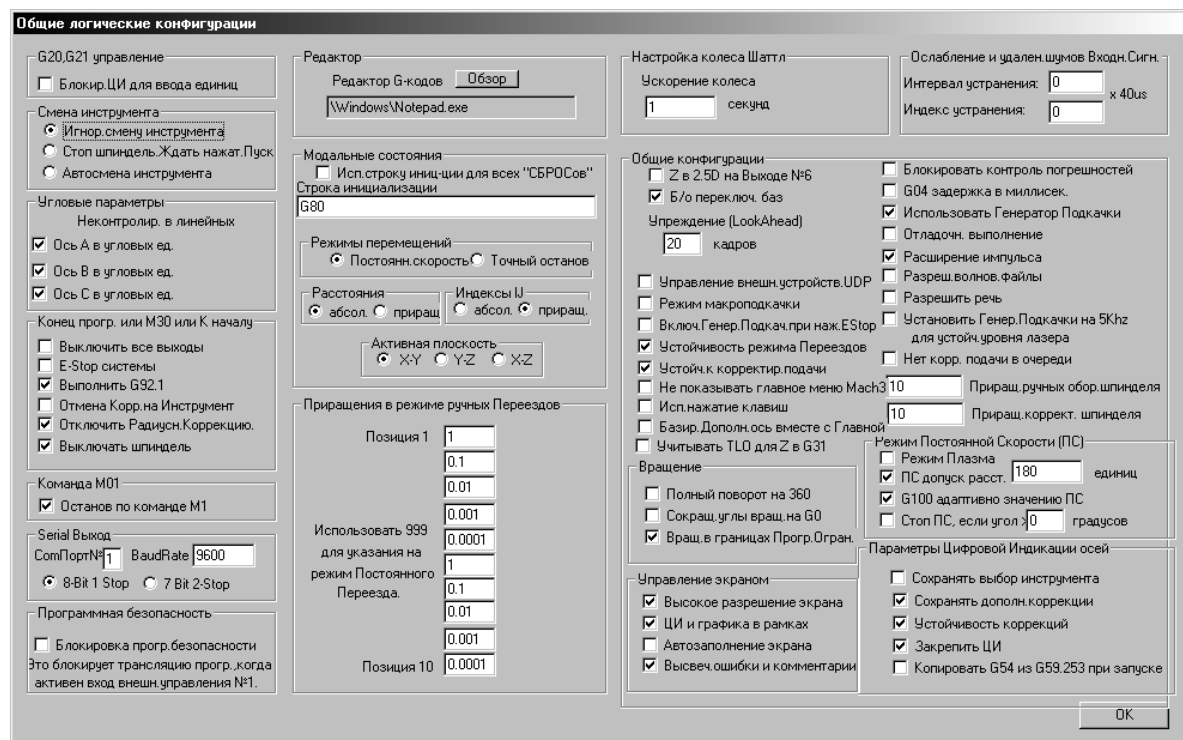 Общие логические конфигурации
G20,G21 управление
Блокир.ЦИ для ввода единиц
Смена инструмента
Игнор.смену инструмента
Стоп шпиндель.Ждать нажат.Пуск
Автосмена инструмента
Угловые параметры
Неконтролир. в линейных
Ось А в угловых ед.
Ось В в угловых ед.
Ось С в угловых ед.
Конец прогр. или М30 или К началу
Выключить все выходы
E-Stop системы
Выполнить G92.1
Отмена Корр.на Инструмент
Отключить Радиусн.Коррекцию.
Выключать шпиндель
Команда М01
Останов по команде М1
Serial Выход
ComПорт№ 1 BaudRate 9600
8-Bit 1 Stop 7 Bit 2-Stop
Программная безопасность
Блокировка прогр.безопасности
Это блокирует трансляцию прогр.,когда
активен вход внешн.управления №1.
Редактор
Редактор G-кодов Обзор
\Windows\Notepad.exe
Модальные состояния
Исп.строку иниц-ции для всех "СБРОСов"
Строка инициализации
G80
Режимы перемещений
Постоянн.скорость Точный останов
Расстояния
абсол. приращ
Индексы IJ
абсол. приращ.
Активная плоскость
X-Y Y-Z X-Z
Приращения в режиме ручных Переездов
Позиция 1 1
0.1
0.01
0.001
0.0001
1
0.1
0.01
0.001
Позиция 10 0.0001
Использовать 999
для указания на
режим Постоянного
Переезда.
Настройка колеса Шаттл
Ускорение колеса
1 секунд
Ослабление и удален.шумов Входн.Сигн.
Интервал устранения: 0
x 40us
Индекс устранения: 0
Общие конфигурации
Z в 2.5D на Выходе №6
Б/о переключ. баз
Упреждение (LookAhead)
20 кадров
Управление внешн.устройств.UDP
Режим макроподкачки
Включ.Генер.Подкач.при наж.EStop
Устойчивость режима Переездов
Устойч.к корректир.подачи
Не показывать главное меню Mach3
Исп.нажатие клавиш
Базир.Дополн.ось вместе с Главной
Учитывать TLO для Z в G31
Блокировать контроль погрешностей
G04 задержка в миллисек.
Использовать Генератор Подкачки
Отладочн. выполнение
Расширение импульса
Разреш.волнов.файлы
Разрешить речь
Установить Генер.Подкачки на 5Khz
для устойч.уровня лазера
Нет корр. подачи в очереди
10 Приращ.ручных обор.шпинделя
10 Приращ.коррект. шпинделя
Вращение
Полный поворот на 360
Сокращ.углы вращ.на G0
Вращ.в границах Прогр.Огран.
Управление экраном
Высокое разрешение экрана
ЦИ и графика в рамках
Автозаполнение экрана
Высвеч.ошибки и комментарии
Режим Постоянной Скорости (ПС)
Режим Плазма
ПС допуск расст. 180 единиц
G100 адаптивно значению ПС
Стоп ПС, если угол > 0 градусов
Параметры Цифровой Индикации осей
Сохранять выбор инструмента
Сохранять дополн.коррекции
Устойчивость коррекций
Закрепить ЦИ
Копировать G54 из G59.253 при запуске
OK